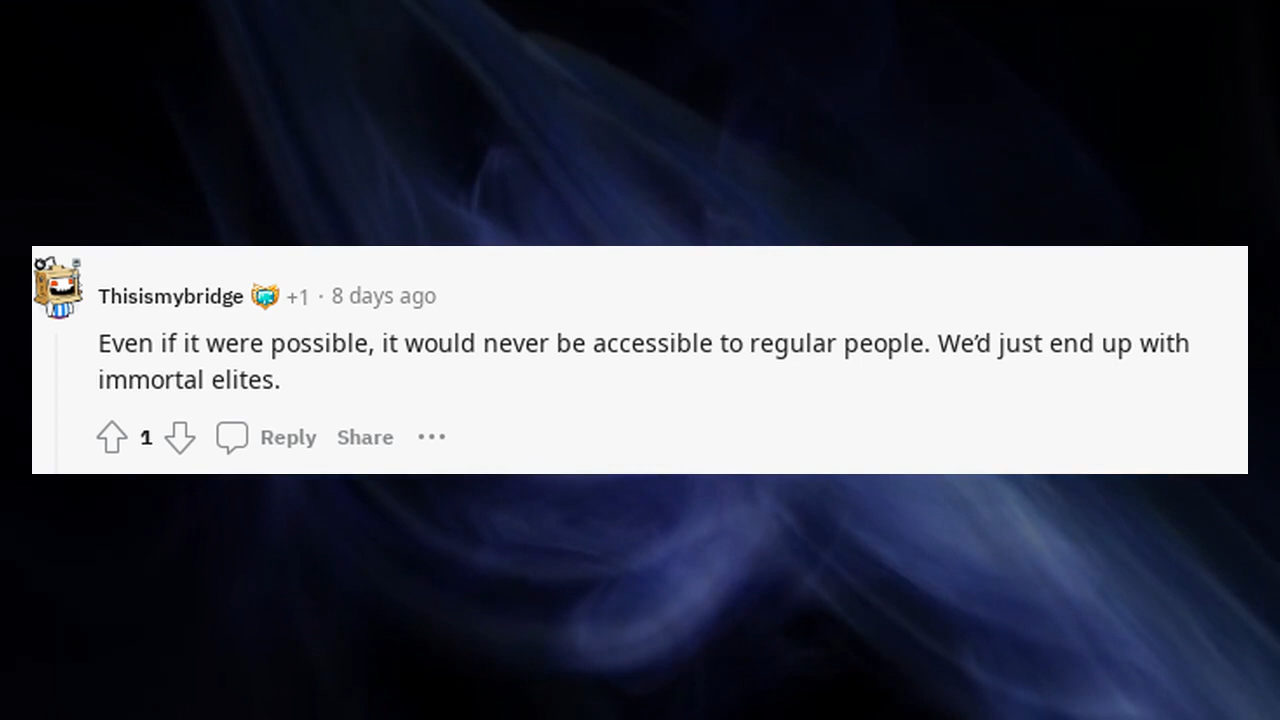 Thisismybridge +1 · 8 days ago
Even if it were possible, it would never be accessible to regular people. We’d just end up with
immortal elites.
1 Reply Share ···